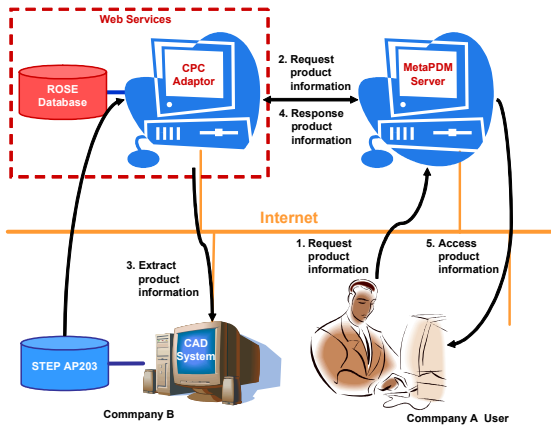 Web Services
CPC
Adaptor
ROSE
Database
2. Request
product
information
4. Response
product
information
MetaPDM
Server
Internet
1. Request
product
information
5. Access
product
information
3. Extract
product
information
CAD
System
STEP AP203
Commpany B
Commpany A User